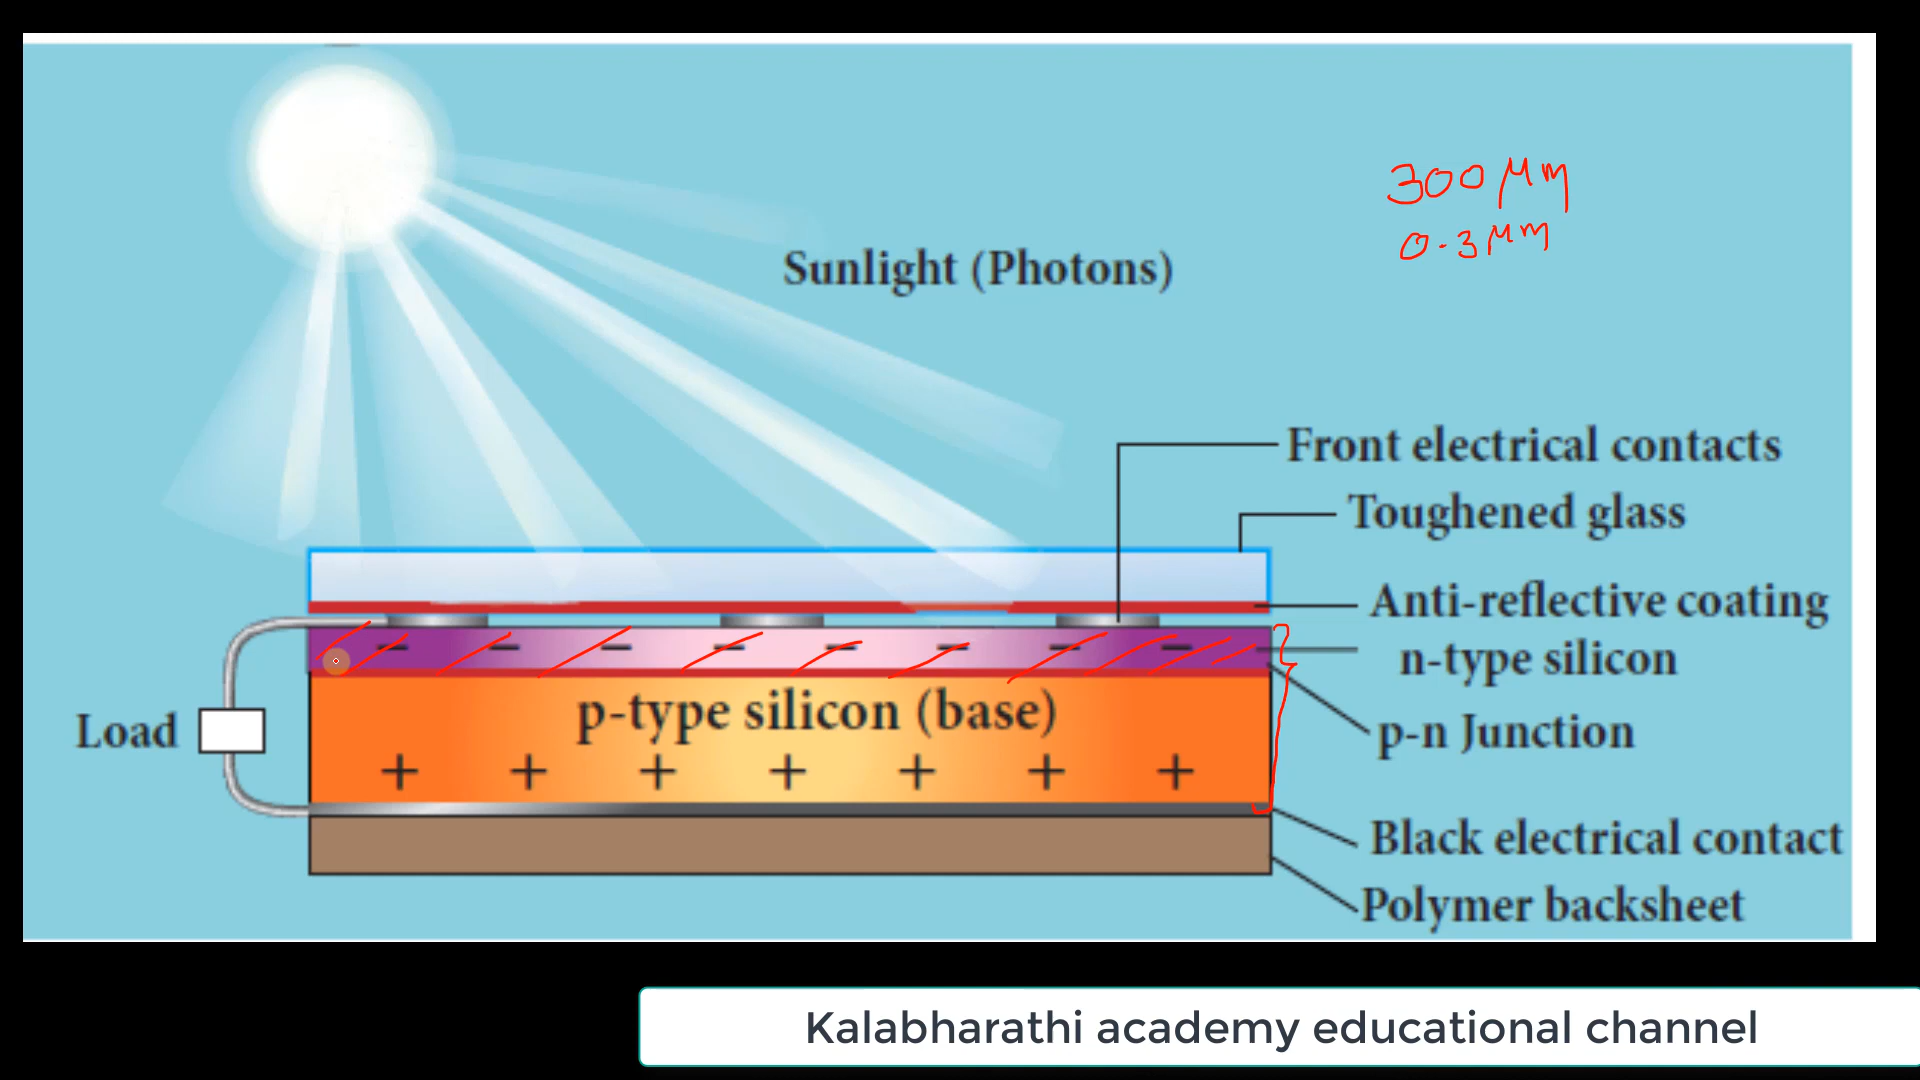 300 μm
0.3 μm
Sunlight (Photons)
Front electrical contacts
Toughened glass
Anti-reflective coating
n-type silicon
p-type silicon (base)
Load
p-n Junction
+ + + + + + +
Black electrical contact
Polymer backsheet
Kalabharathi academy educational channel